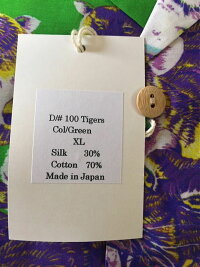 D/# 100 Tigers
Col/Green
XL
Silk 30%
Cotton 70%
Made in Japan